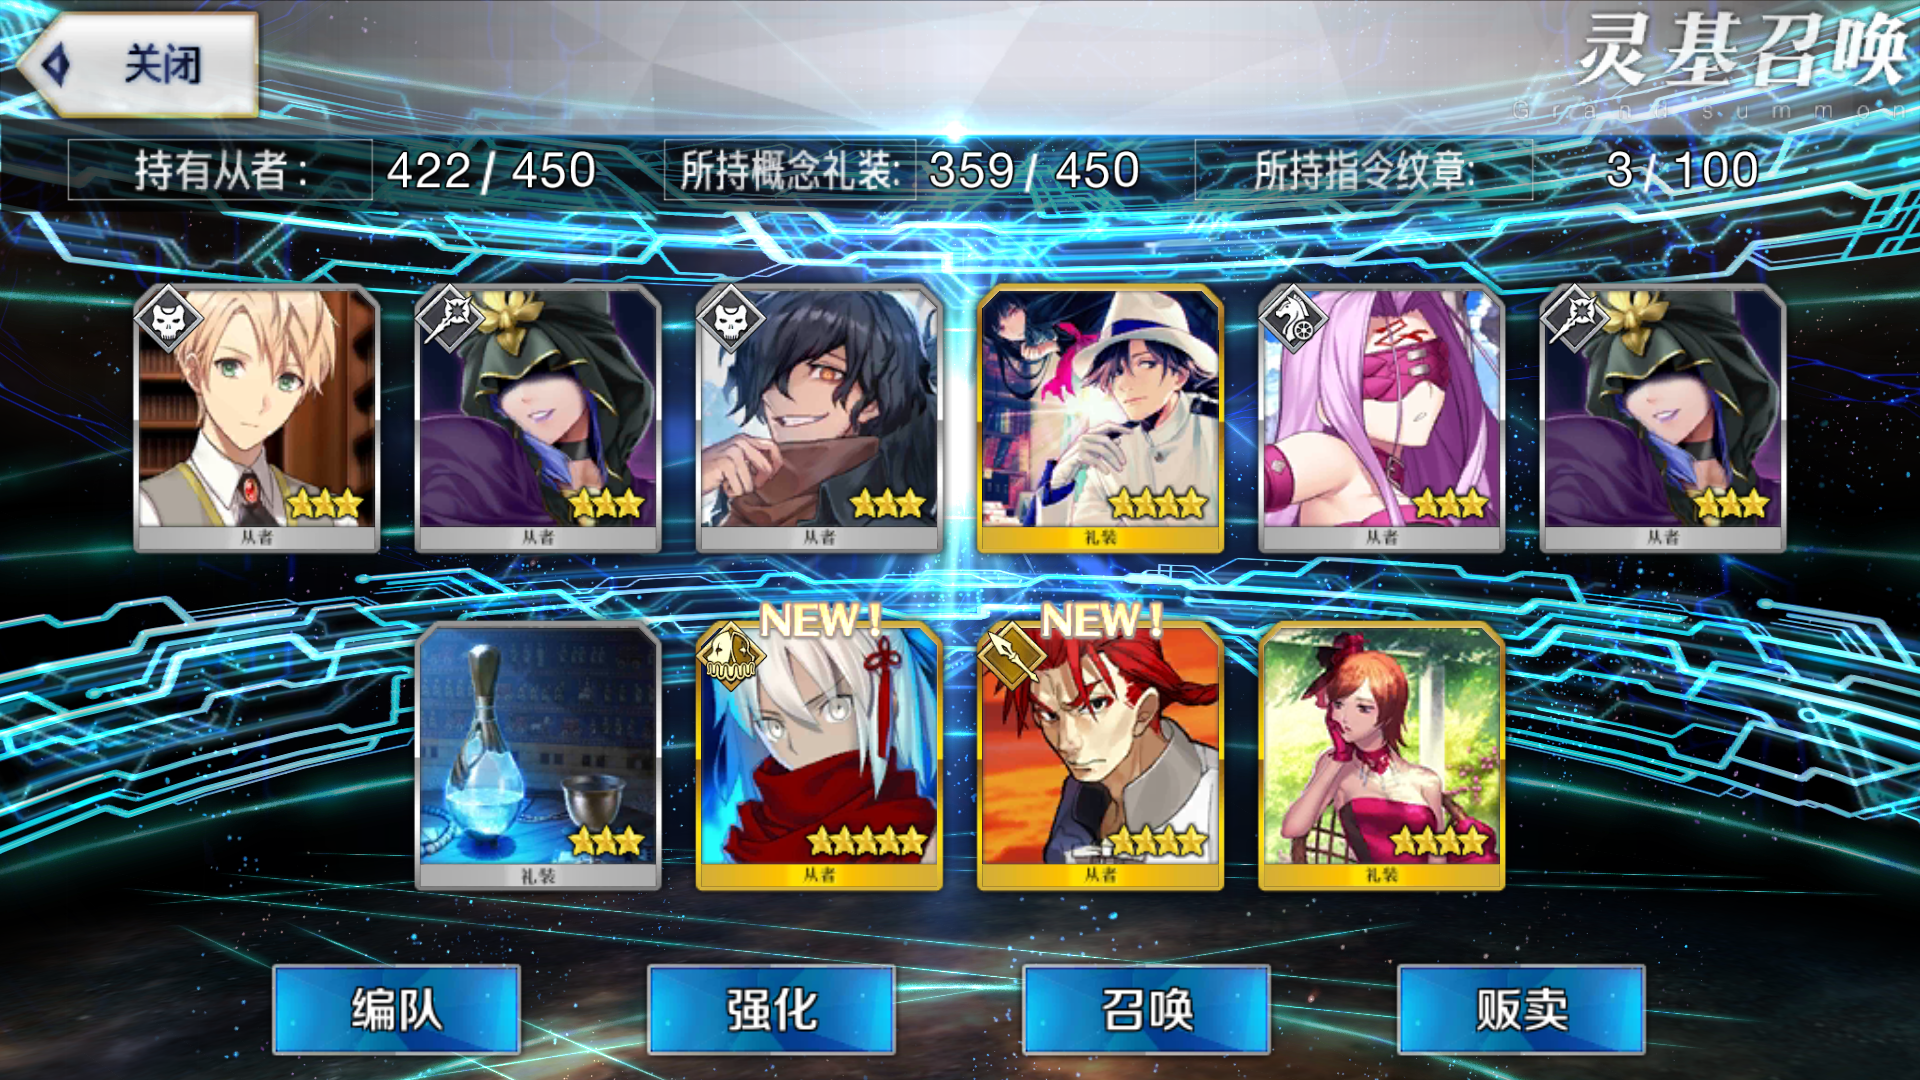 关闭
灵基召唤
Grand summon
持有从者： 422 / 450
所持概念礼装: 359 / 450
所持指令纹章: 3 / 100
从者
从者
从者
礼装
从者
从者
NEW!
NEW!
礼装
从者
从者
礼装
编队
强化
召唤
贩卖